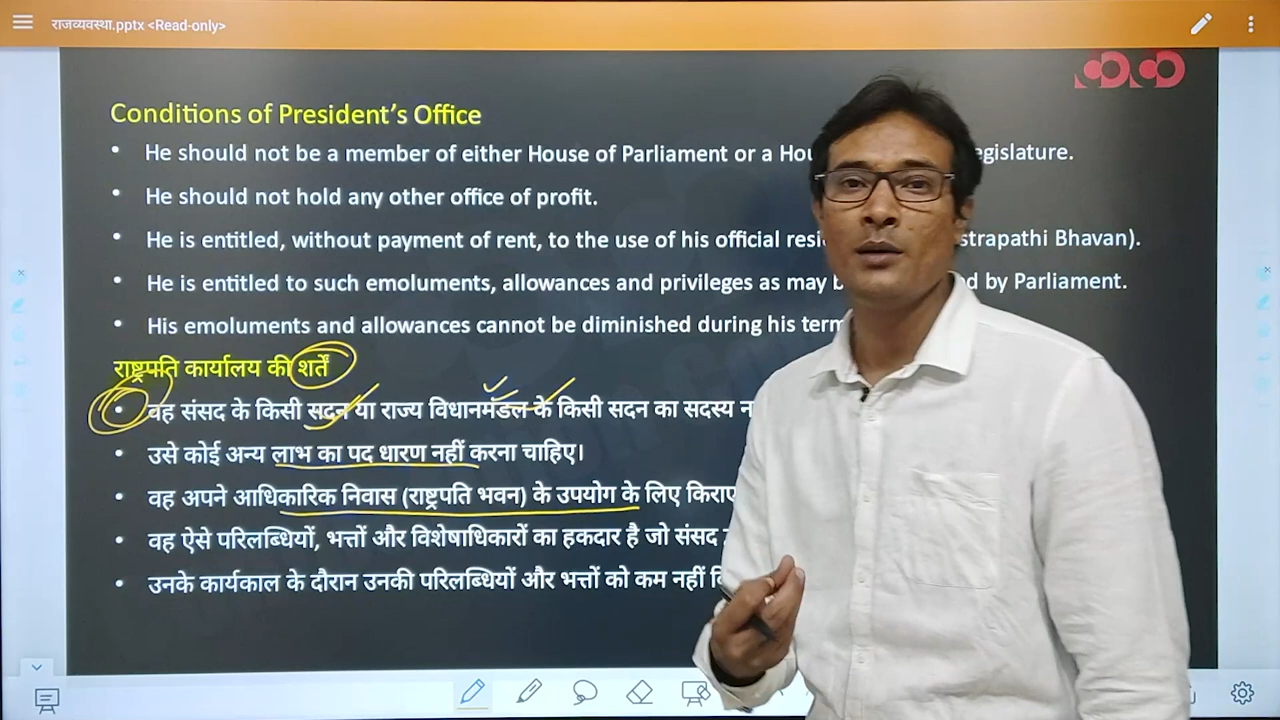 राजव्यवस्था.pptx <Read-only>
Conditions of President's Office
• He should not be a member of either House of Parliament or a egislature.
• He should not hold any other office of profit.
• He is entitled, without payment of rent, to the use of his official strapathi Bhavan).
• He is entitled to such emoluments, allowances and privileges as may d by Parliament.
• His emoluments and allowances cannot be diminished during his term
राष्ट्रपति कार्यालय की शर्ते
• वह संसद के किसी सदन या राज्य विधानमंडल के किसी सदन का सदस्य
• उसे कोई अन्य लाभ का पद धारण नहीं करना चाहिए।
• वह अपने आधिकारिक निवास (राष्ट्रपति भवन) के उपयोग के लिए
• वह ऐसे परिलब्धियों, भत्तों और विशेषाधिकारों का हकदार है जो संसद
• उनके कार्यकाल के दौरान उनकी परिलब्धियों और भत्तों को कम नहीं